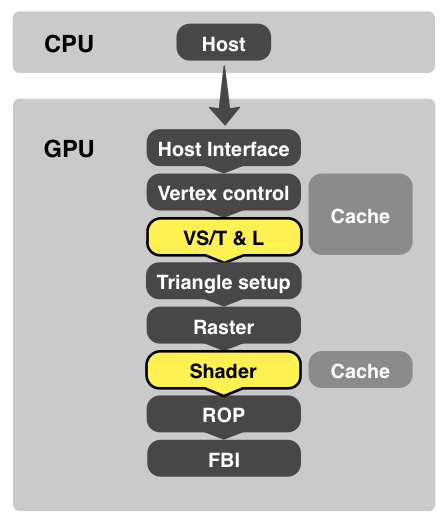 CPU
Host
GPU
Host Interface
Vertex control
Cache
VS/T & L
Triangle setup
Raster
Shader
Cache
ROP
FBI